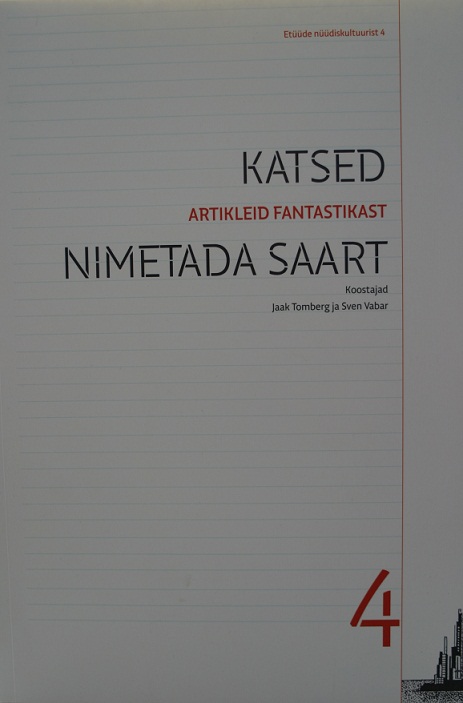 Etüüde nüüdiskultuurist 4
KATSED
ARTIKLEID FANTASTIKAST
NIMETADA SAART
Koostajad
Jaak Tomberg ja Sven Vabar
4